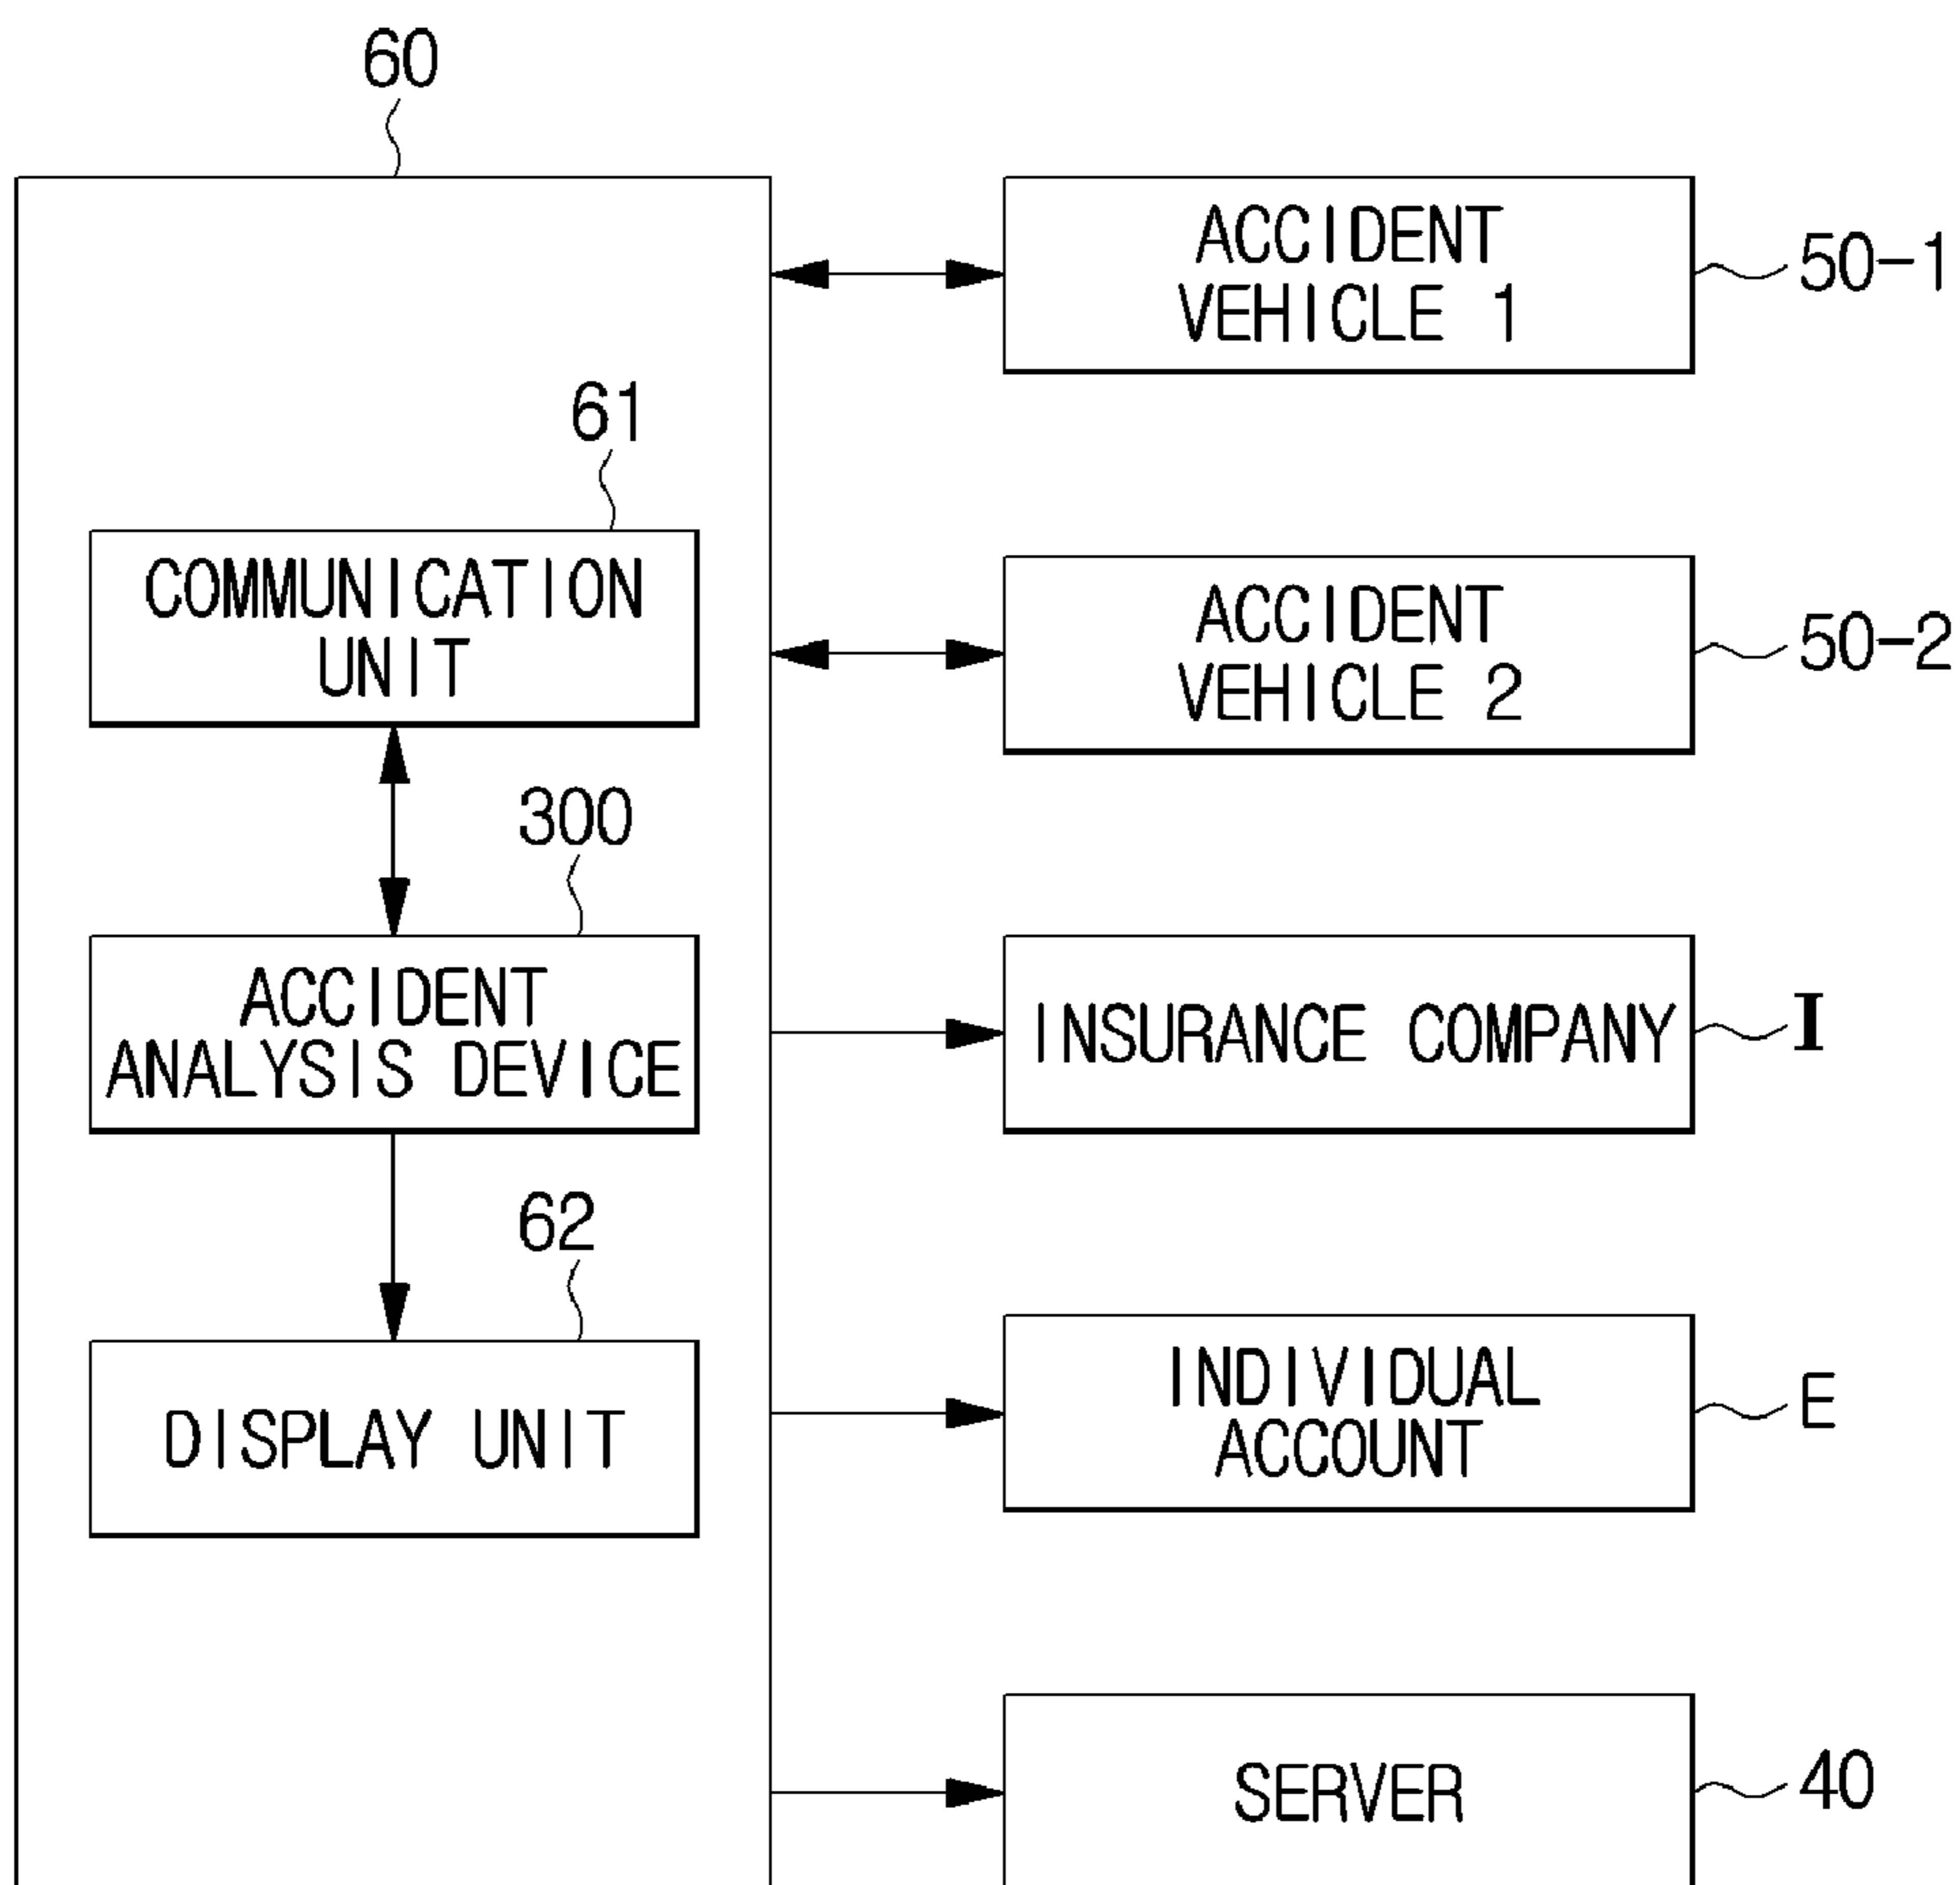 60
ACCIDENT
VEHICLE 1
50-1
61
COMMUNICATION
UNIT
ACCIDENT
VEHICLE 2
50-2
300
ACCIDENT
ANALYSIS DEVICE
INSURANCE COMPANY
I
62
DISPLAY UNIT
INDIVIDUAL
ACCOUNT
E
SERVER
40